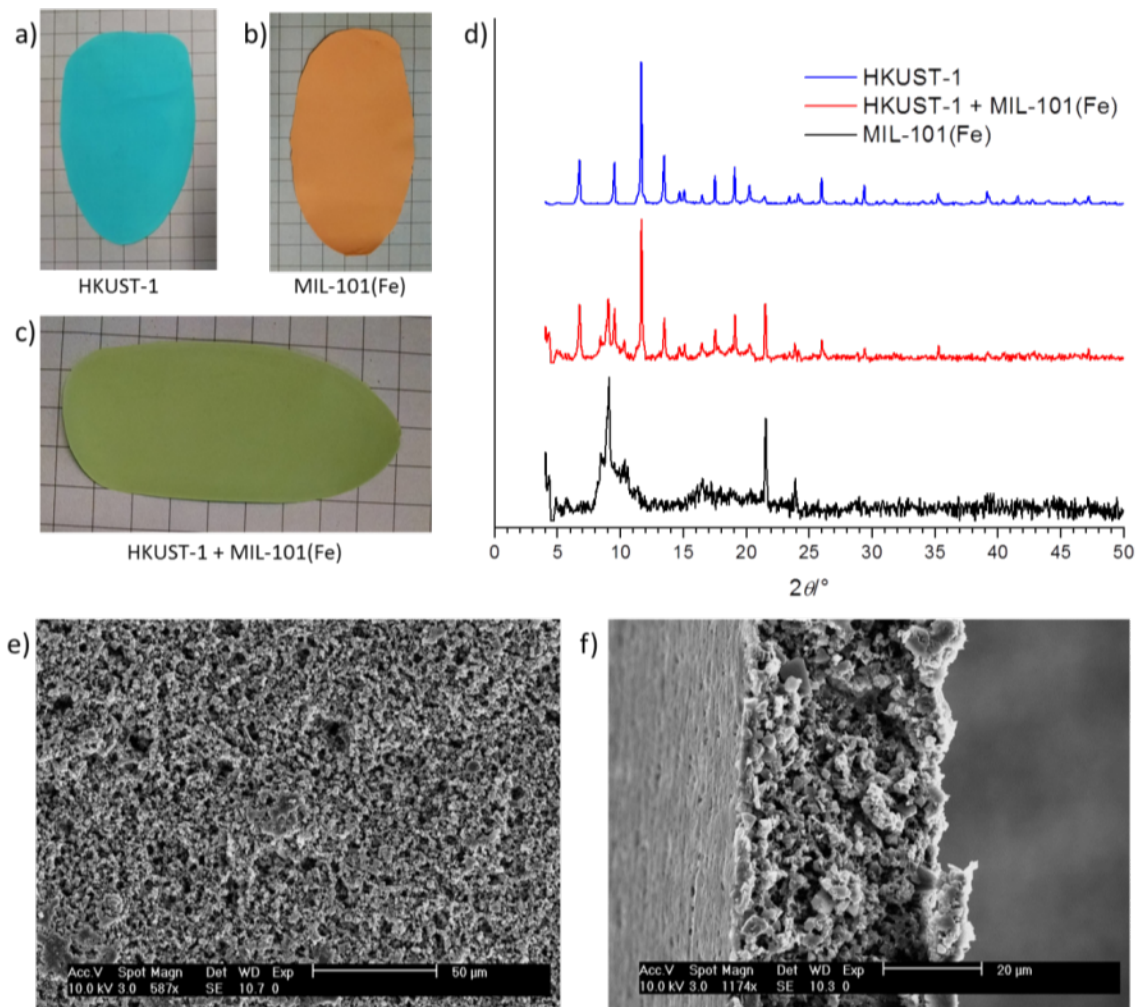 a)
HKUST-1
b)
MIL-101(Fe)
c)
HKUST-1 + MIL-101(Fe)
d)
HKUST-1
HKUST-1 + MIL-101(Fe)
MIL-101(Fe)
0 5 10 15 20 25 30 35 40 45 50
2θ/°
e)
Acc.V Spot Magn Det WD Exp
10.0 kV 3.0 587x SE 10.7 0
50 µm
f)
Acc.V Spot Magn Det WD Exp
10.0 kV 3.0 1174x SE 10.3 0
20 µm